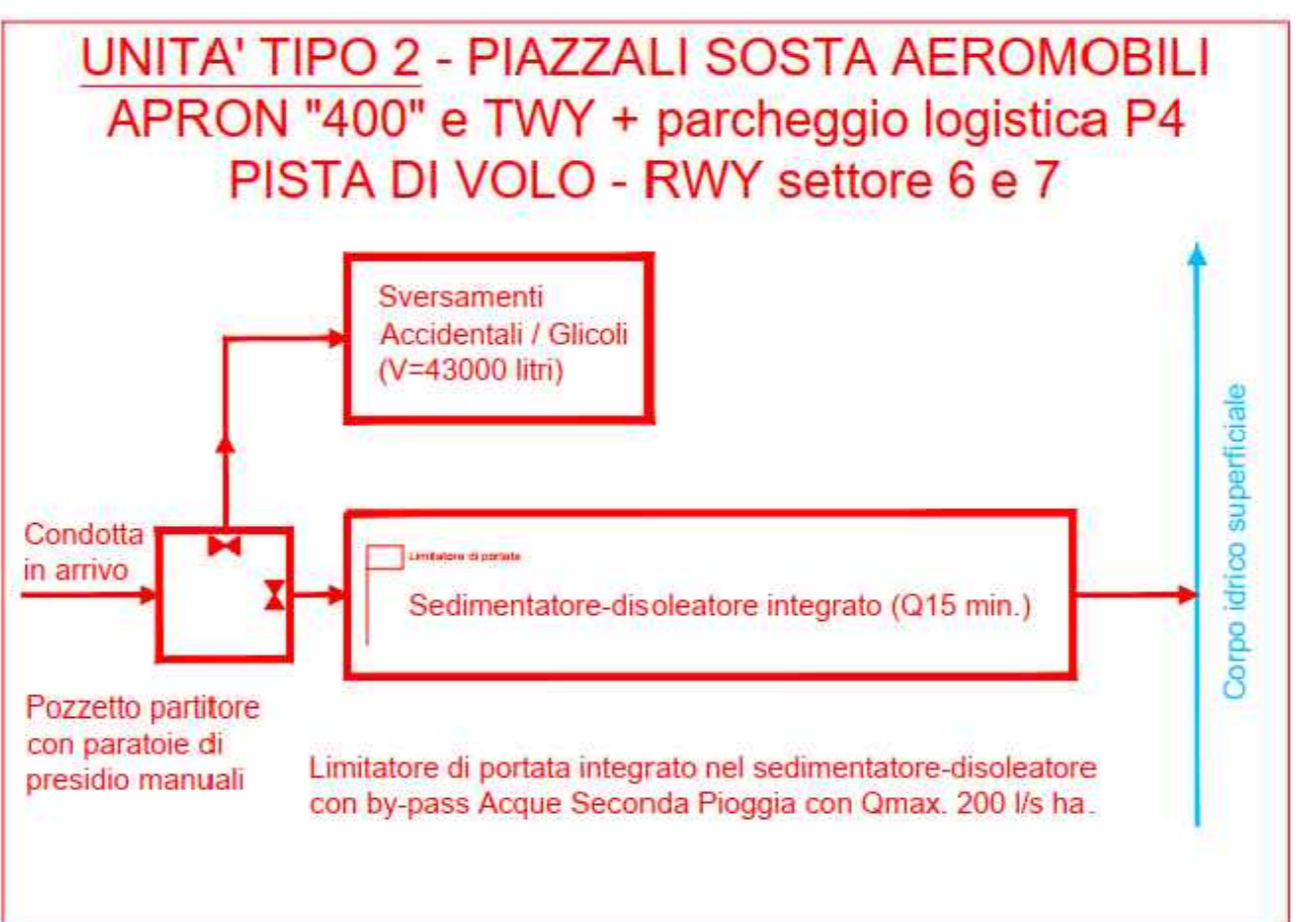 UNITA' TIPO 2 - PIAZZALI SOSTA AEROMOBILI
APRON "400" e TWY + parcheggio logistica P4
PISTA DI VOLO - RWY settore 6 e 7
Sversamenti
Accidentali / Glicoli
(V=43000 litri)
Condotta
in arrivo
Limitatore di portata
Sedimentatore-disoleatore integrato (Q15 min.)
Corpo idrico superficiale
Pozzetto partitore
con paratoie di
presidio manuali
Limitatore di portata integrato nel sedimentatore-disoleatore
con by-pass Acque Seconda Pioggia con Qmax. 200 l/s ha.